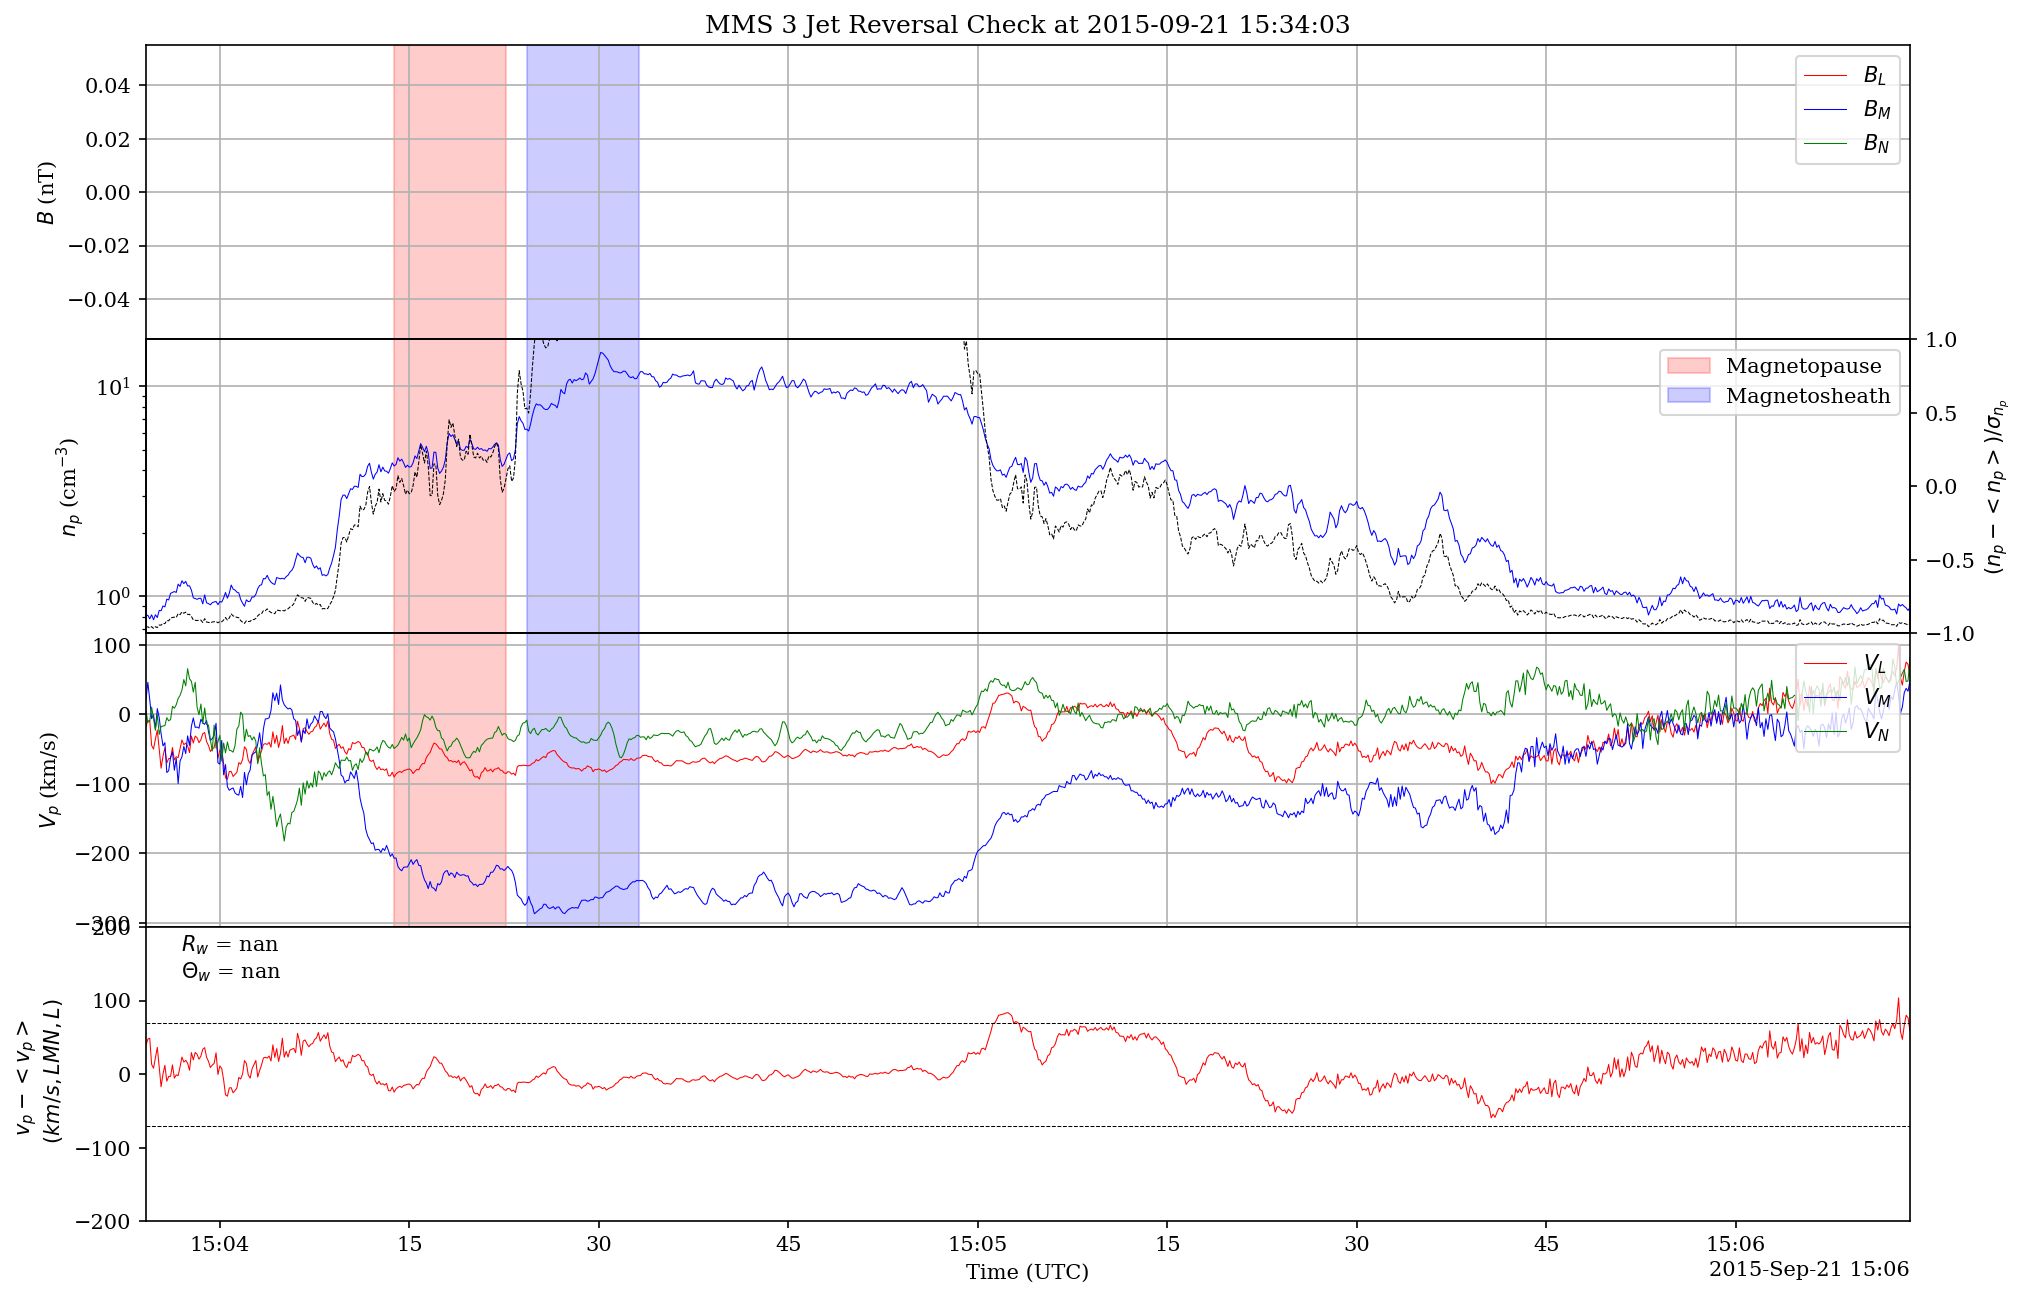 MMS 3 Jet Reversal Check at 2015-09-21 15:34:03
0.04
0.02
0.00
−0.02
−0.04
B (nT)
B_L
B_M
B_N
10^1
10^0
n_p (cm^−3)
Magnetopause
Magnetosheath
1.0
0.5
0.0
−0.5
−1.0
(n_p − < n_p >)/σ_{n_p}
100
0
−100
−200
−300
V_p (km/s)
V_L
V_M
V_N
200
100
0
−100
−200
v_p − < v_p >
(km/s, LMN, L)
R_w = nan
Θ_w = nan
15:04
15
30
45
15:05
15
30
45
15:06
Time (UTC)
2015-Sep-21 15:06